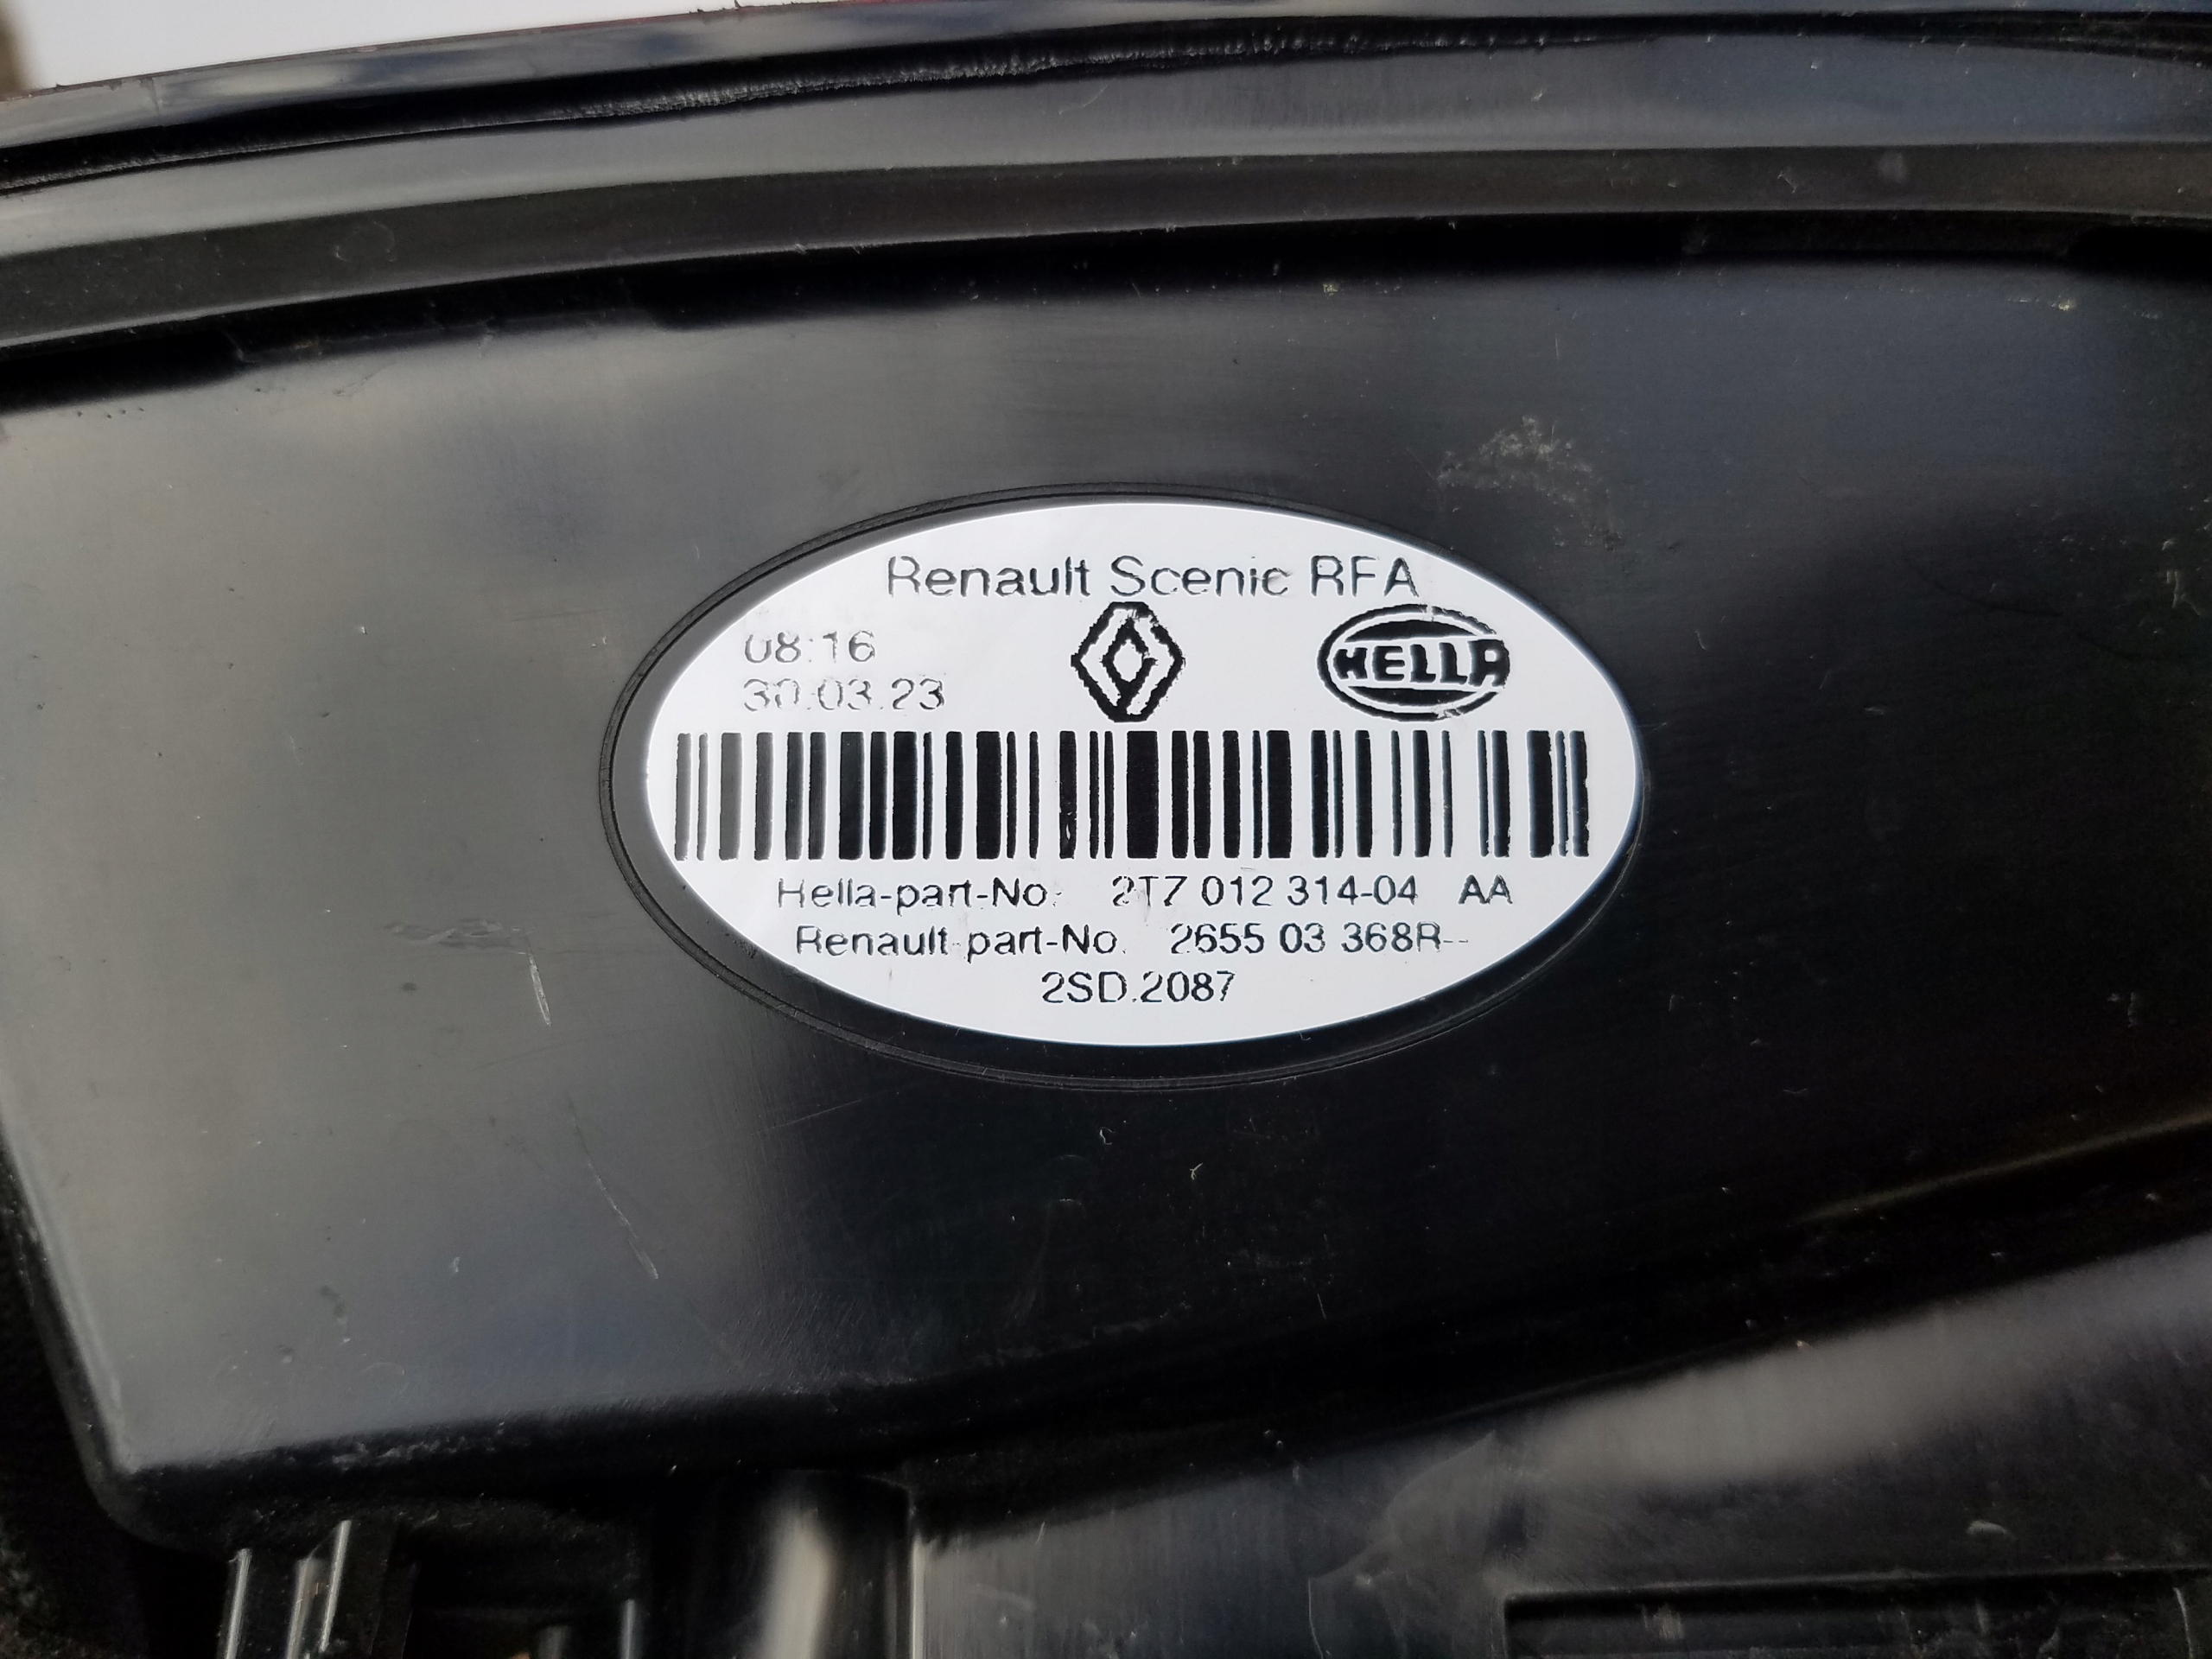 Renault Scenic RFA
08:16
30.03.23
HELLA
Hella-part-No: 2T7 012 314-04 AA
Renault-part-No. 2655 03 368R--
2SD.2087